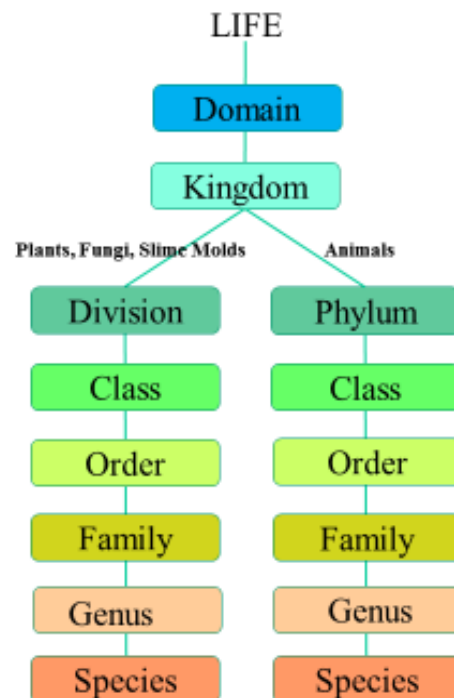 LIFE
Domain
Kingdom
Plants, Fungi, Slime Molds Animals
Division Phylum
Class Class
Order Order
Family Family
Genus Genus
Species Species